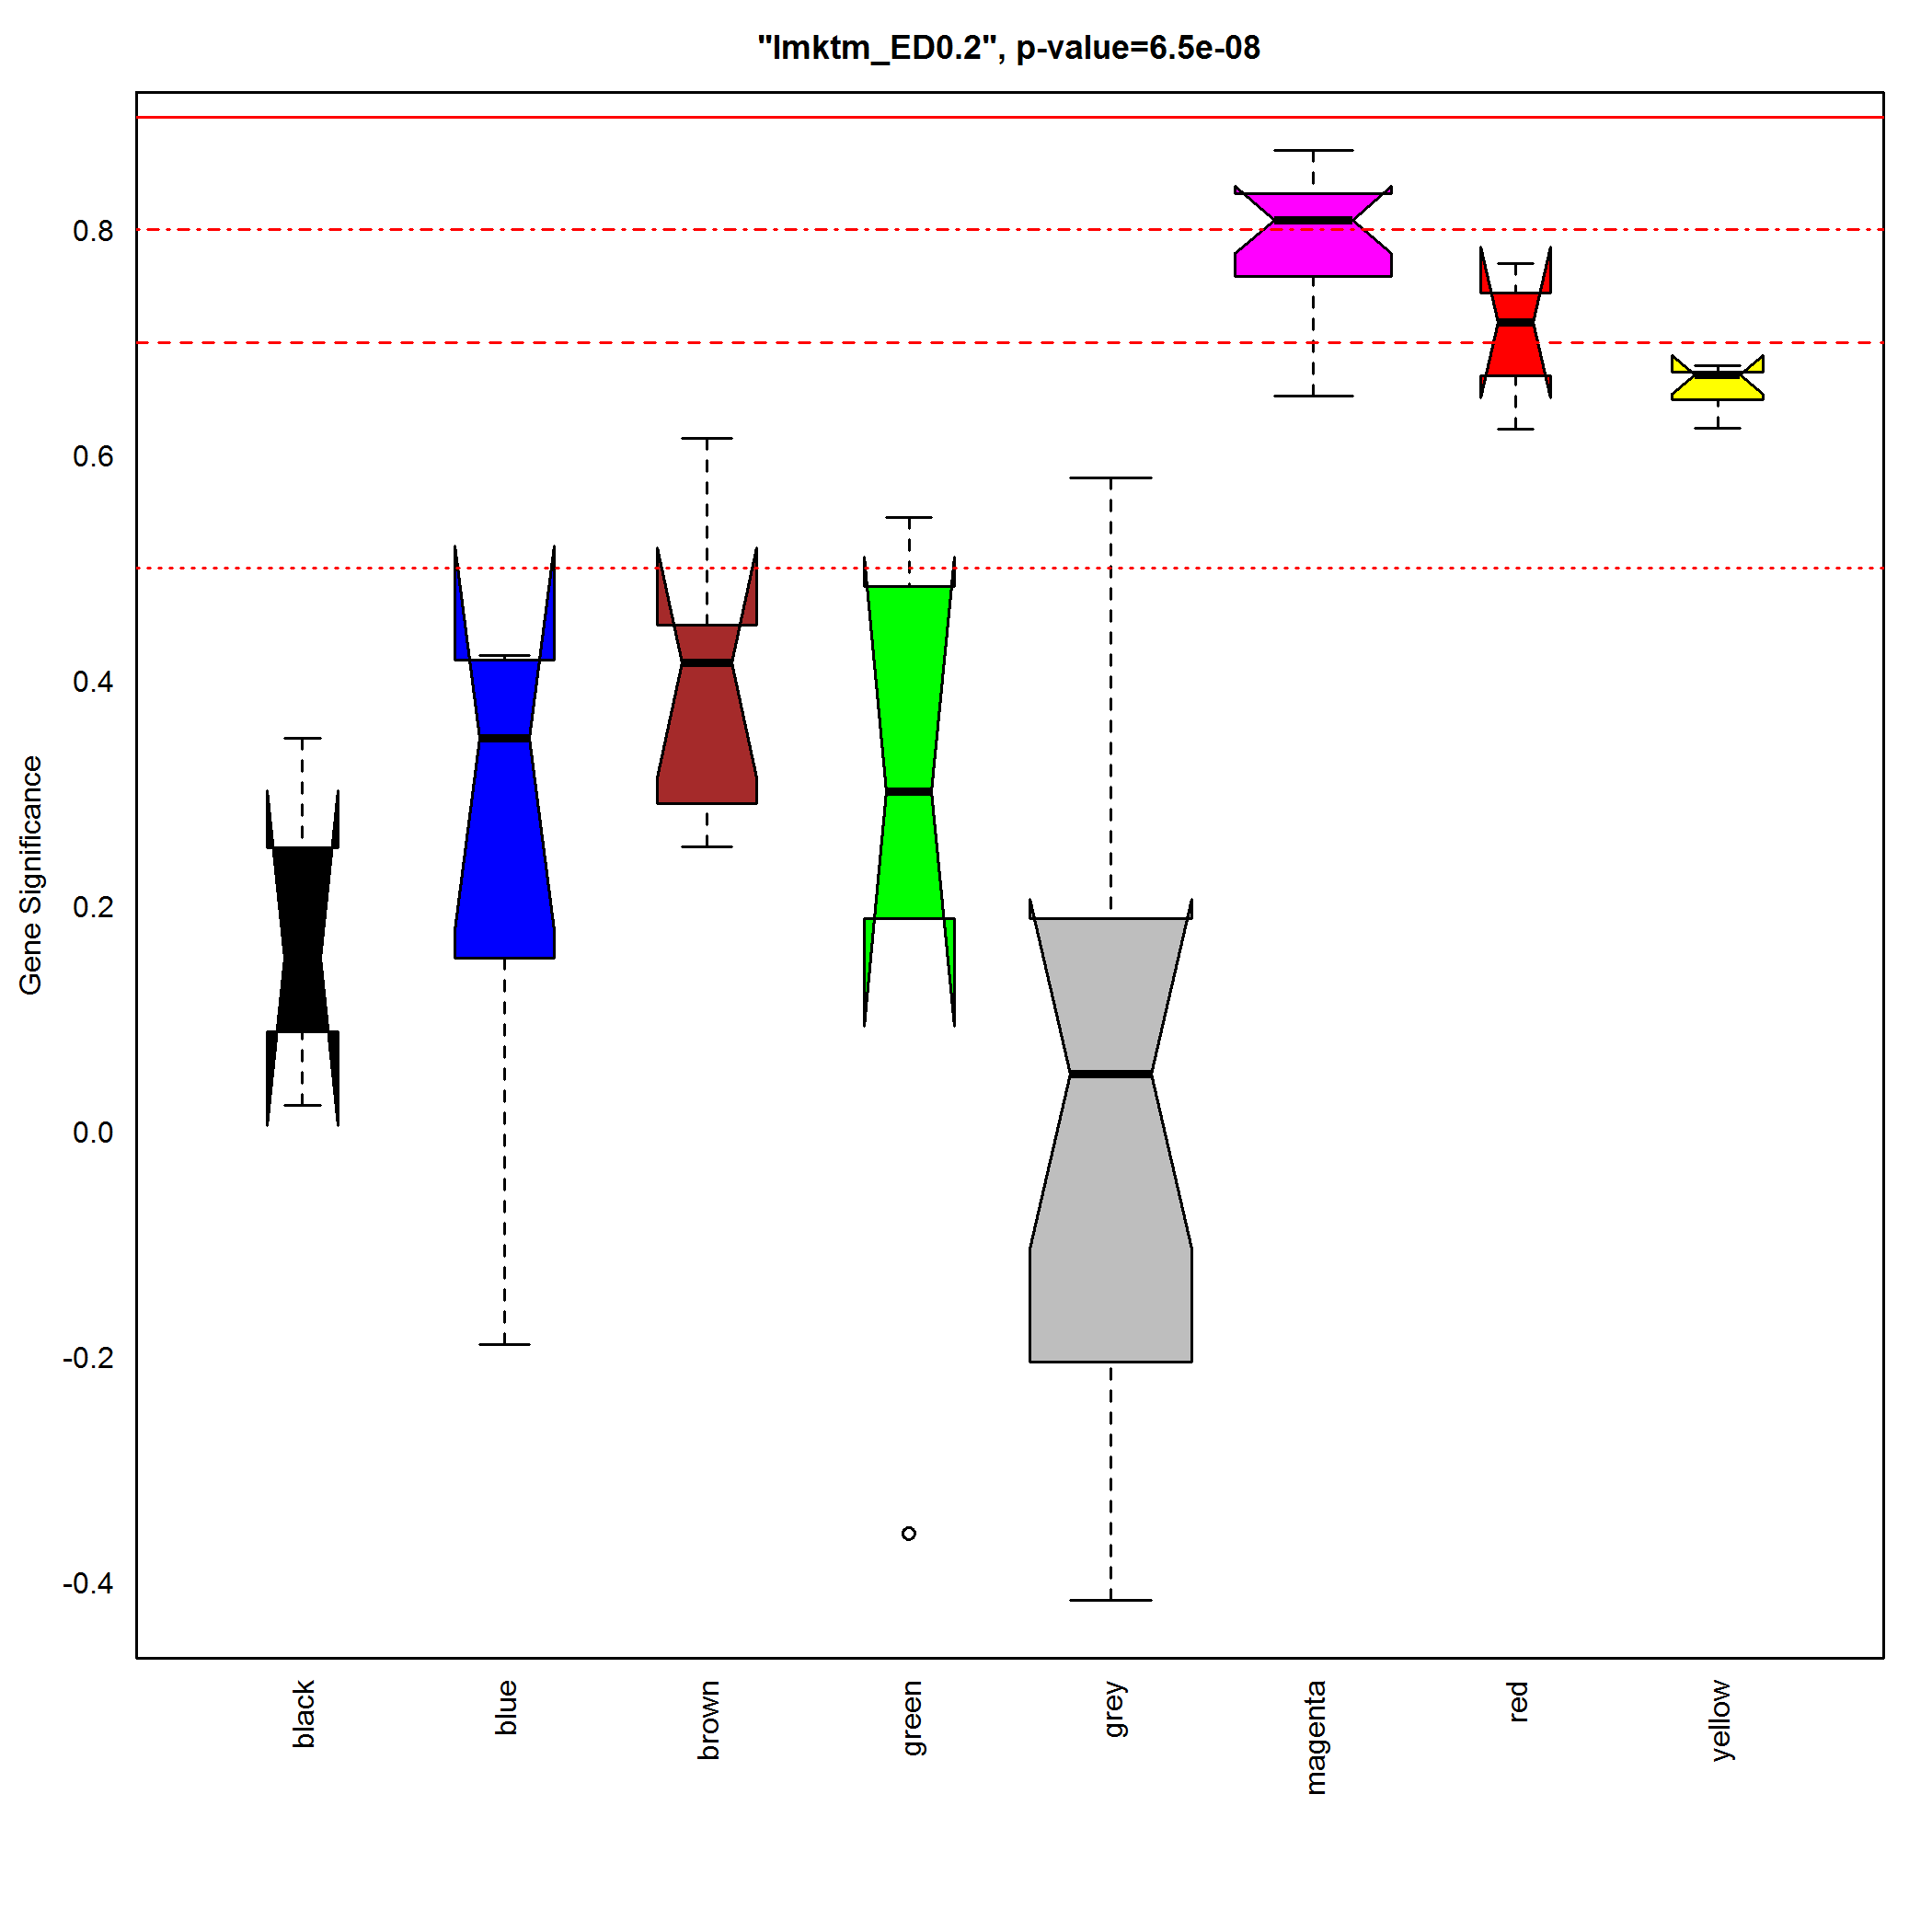 "lmktm_ED0.2", p-value=6.5e-08
Gene Significance
0.8
0.6
0.4
0.2
0.0
-0.2
-0.4
black
blue
brown
green
grey
magenta
red
yellow